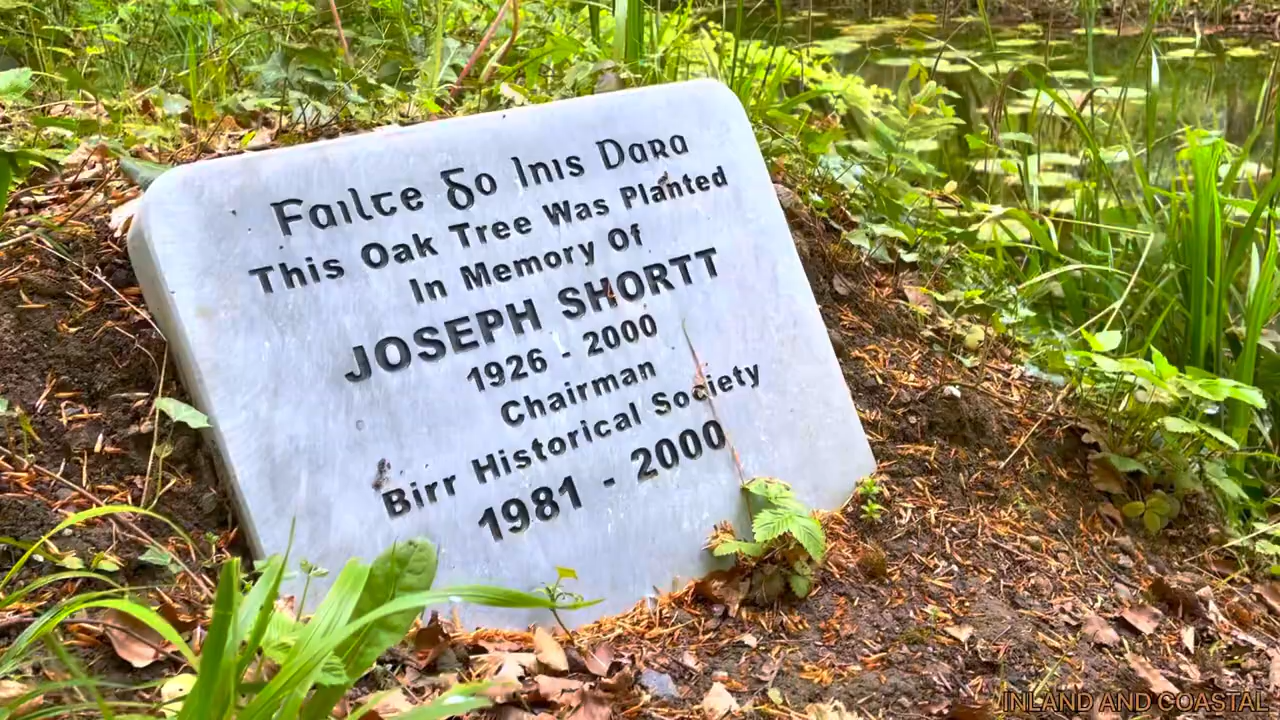 Failte Go Inis Dara
This Oak Tree Was Planted
In Memory Of
JOSEPH SHORTT
1926 - 2000
Chairman
Birr Historical Society
1981 - 2000
INLAND AND COASTAL